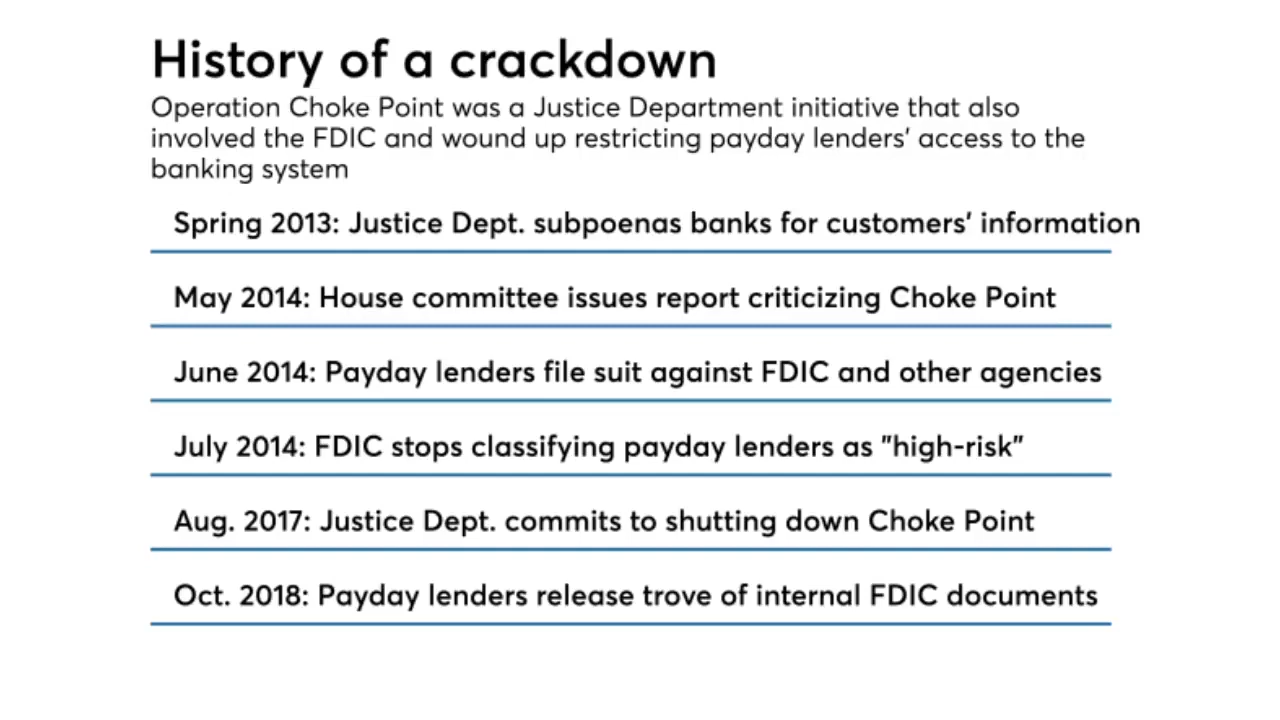 History of a crackdown
Operation Choke Point was a Justice Department initiative that also
involved the FDIC and wound up restricting payday lenders' access to the
banking system
Spring 2013: Justice Dept. subpoenas banks for customers' information
May 2014: House committee issues report criticizing Choke Point
June 2014: Payday lenders file suit against FDIC and other agencies
July 2014: FDIC stops classifying payday lenders as "high-risk"
Aug. 2017: Justice Dept. commits to shutting down Choke Point
Oct. 2018: Payday lenders release trove of internal FDIC documents